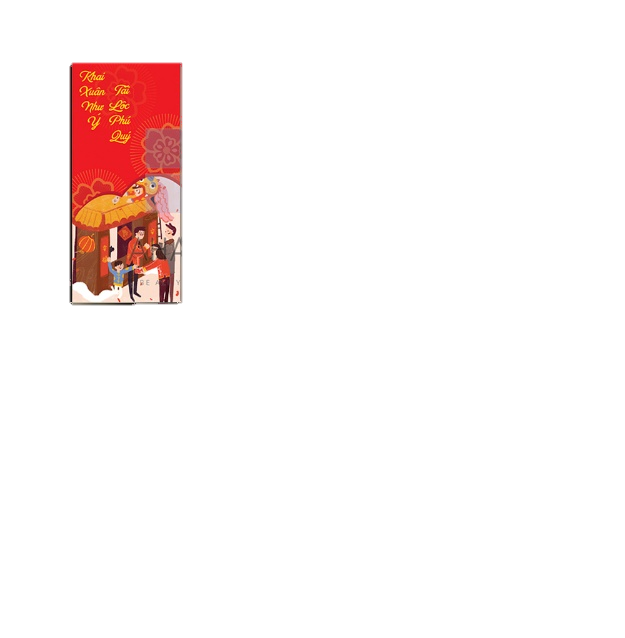 Khai
Xuân
Như
Ý
Tài
Lộc
Phú
Quý